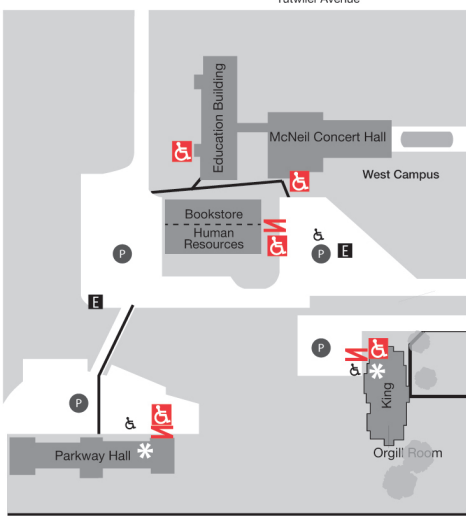 Tutwiler Avenue
Education Building
McNeil Concert Hall
West Campus
Bookstore
Human
Resources
P
P
E
E
P
P
King
Parkway Hall
Orgill Room